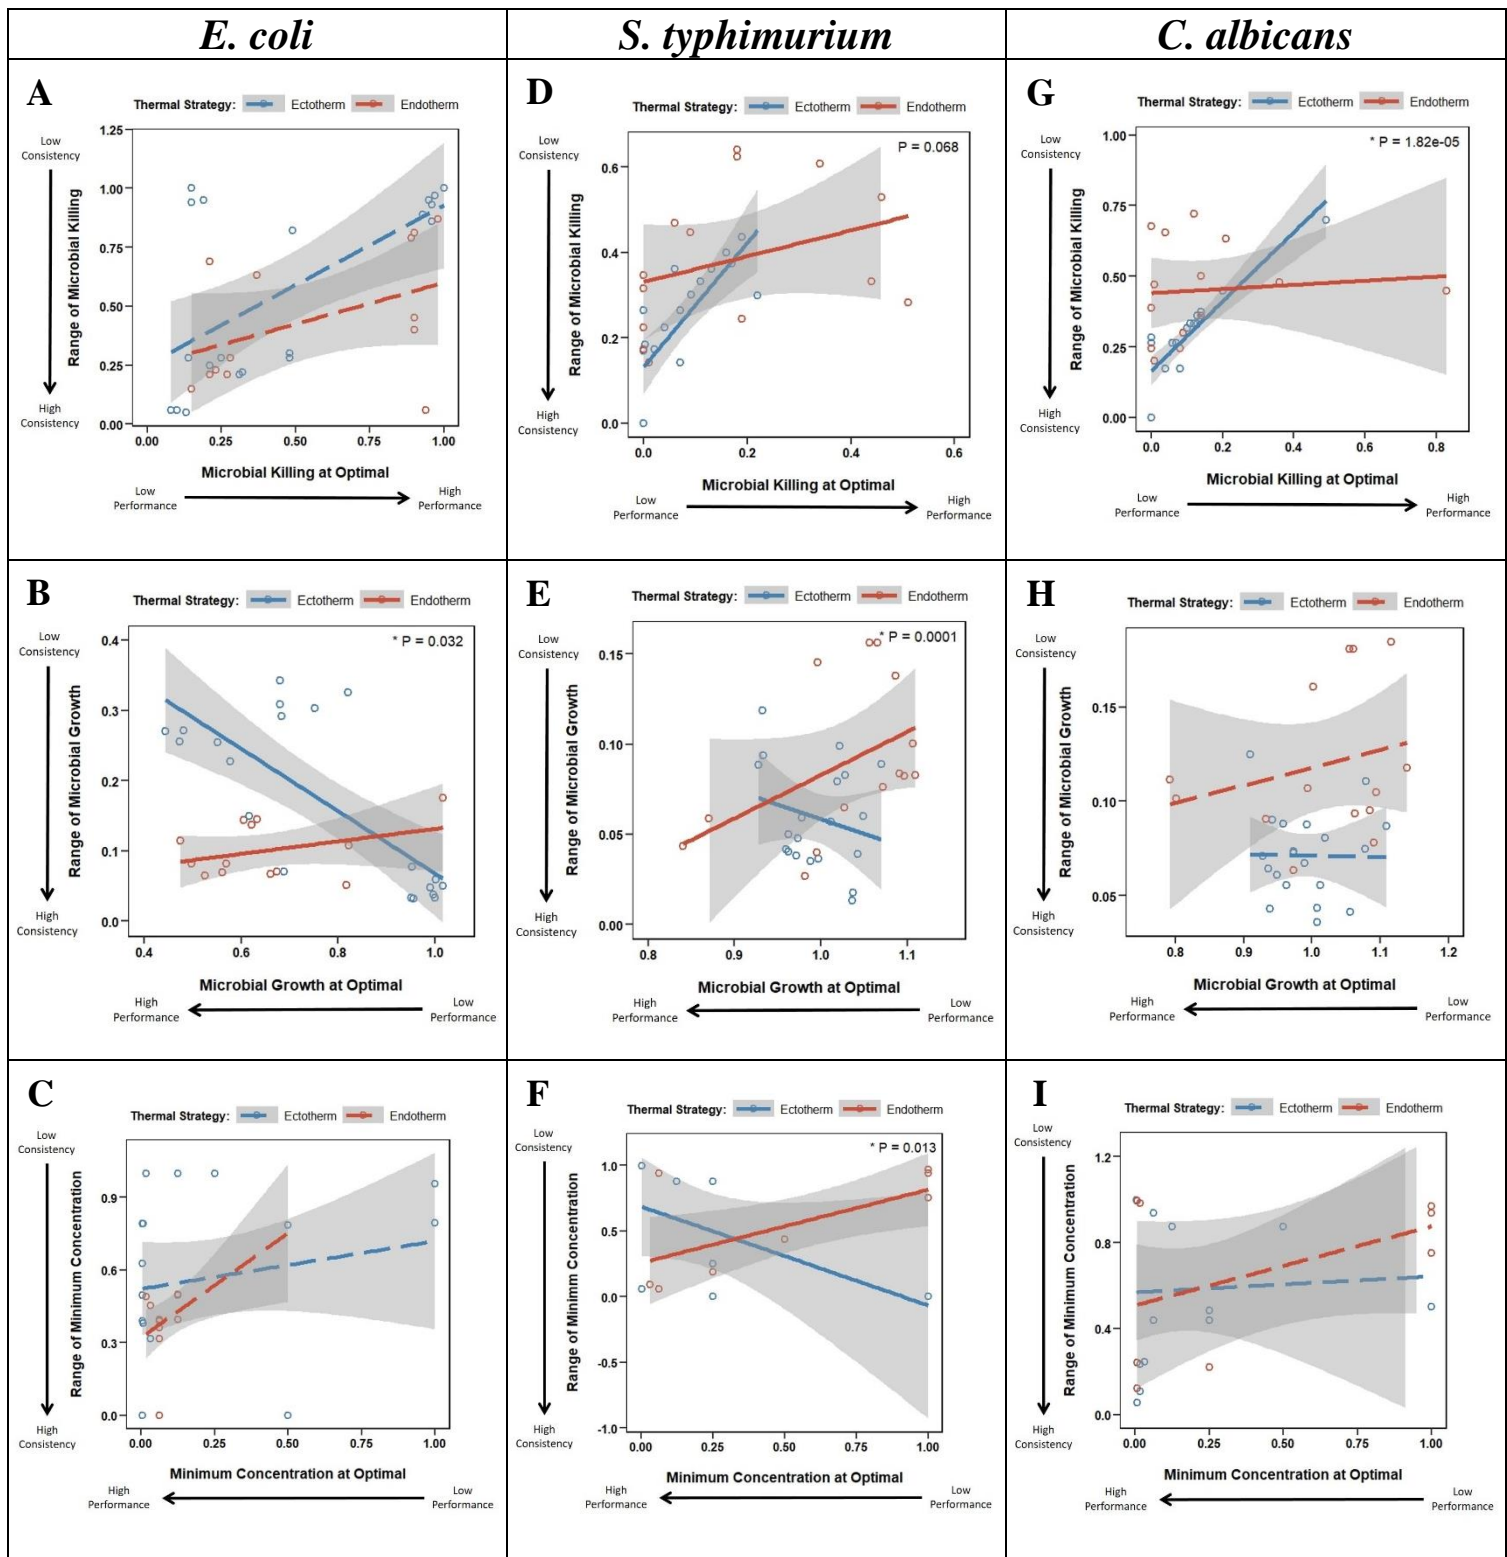 E. coli
S. typhimurium
C. albicans
A
Thermal Strategy: Ectotherm Endotherm
Low
Consistency
High
Consistency
Range of Microbial Killing
1.25
1.00
0.75
0.50
0.25
0.00
0.00 0.25 0.50 0.75 1.00
Microbial Killing at Optimal
Low
Performance
High
Performance
D
Thermal Strategy: Ectotherm Endotherm
P = 0.068
Low
Consistency
High
Consistency
Range of Microbial Killing
0.6
0.4
0.2
0.0
0.0 0.2 0.4 0.6
Microbial Killing at Optimal
Low
Performance
High
Performance
G
Thermal Strategy: Ectotherm Endotherm
* P = 1.82e-05
Low
Consistency
High
Consistency
Range of Microbial Killing
1.00
0.75
0.50
0.25
0.00
0.0 0.2 0.4 0.6 0.8
Microbial Killing at Optimal
Low
Performance
High
Performance
B
Thermal Strategy: Ectotherm Endotherm
* P = 0.032
Low
Consistency
High
Consistency
Range of Microbial Growth
0.4
0.3
0.2
0.1
0.0
0.4 0.6 0.8 1.0
Microbial Growth at Optimal
High
Performance
Low
Performance
E
Thermal Strategy: Ectotherm Endotherm
* P = 0.0001
Low
Consistency
High
Consistency
Range of Microbial Growth
0.15
0.10
0.05
0.00
0.8 0.9 1.0 1.1
Microbial Growth at Optimal
High
Performance
Low
Performance
H
Thermal Strategy: Ectotherm Endotherm
Low
Consistency
High
Consistency
Range of Microbial Growth
0.15
0.10
0.05
0.8 0.9 1.0 1.1 1.2
Microbial Growth at Optimal
High
Performance
Low
Performance
C
Thermal Strategy: Ectotherm Endotherm
Low
Consistency
High
Consistency
Range of Minimum Concentration
0.9
0.6
0.3
0.0
0.00 0.25 0.50 0.75 1.00
Minimum Concentration at Optimal
High
Performance
Low
Performance
F
Thermal Strategy: Ectotherm Endotherm
* P = 0.013
Low
Consistency
High
Consistency
Range of Minimm Concentration
1.0
0.5
0.0
-0.5
-1.0
0.00 0.25 0.50 0.75 1.00
Minimum Concentration at Optimal
High
Performance
Low
Performance
I
Thermal Strategy: Ectotherm Endotherm
Low
Consistency
High
Consistency
Range of Minimum Concentration
1.2
0.8
0.4
0.0
0.00 0.25 0.50 0.75 1.00
Minimum Concentration at Optimal
High
Performance
Low
Performance